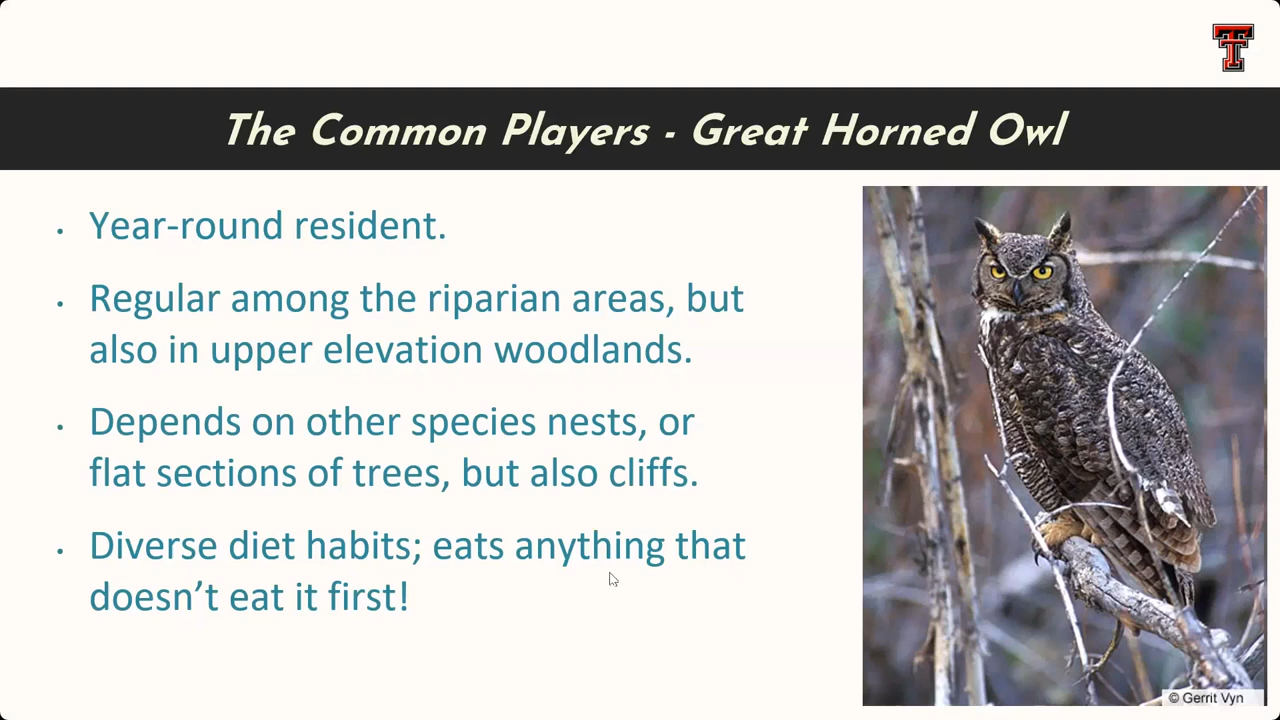 The Common Players - Great Horned Owl
• Year-round resident.
• Regular among the riparian areas, but
also in upper elevation woodlands.
• Depends on other species nests, or
flat sections of trees, but also cliffs.
• Diverse diet habits; eats anything that
doesn’t eat it first!
© Gerrit Vyn